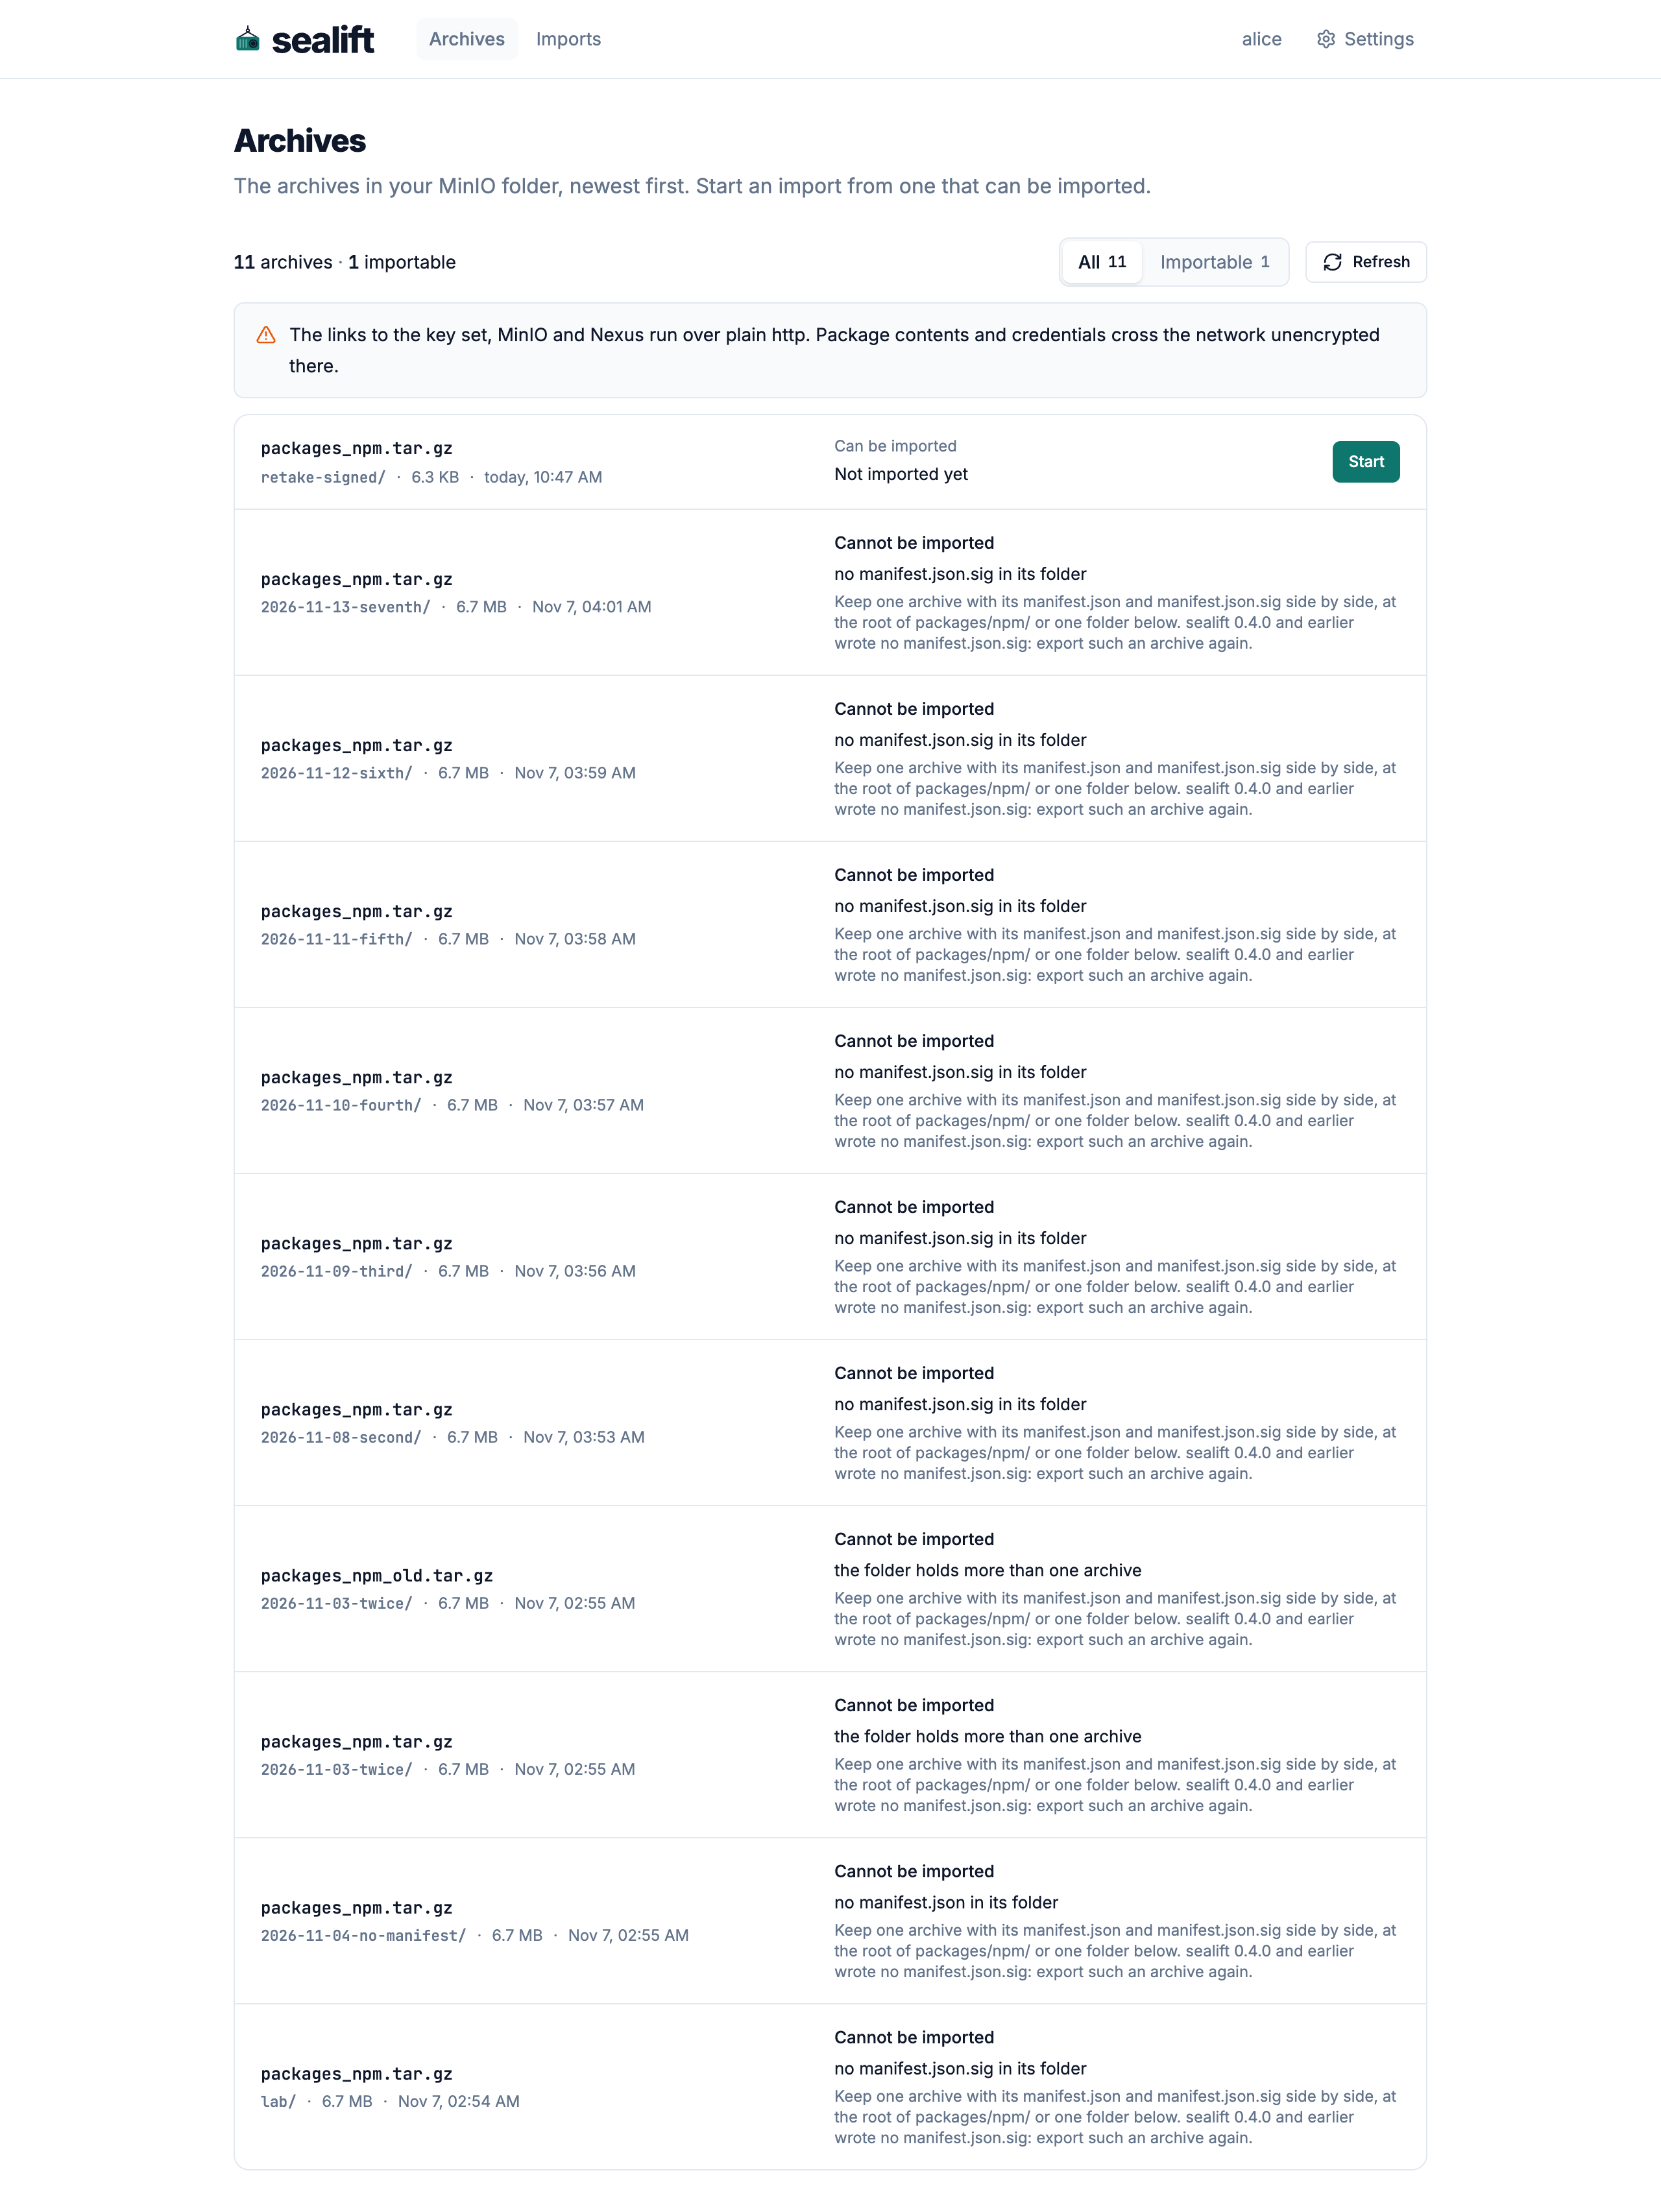 sealift
Archives
Imports
alice
Settings
Archives
The archives in your MinIO folder, newest first. Start an import from one that can be imported.
11 archives · 1 importable
All 11
Importable 1
Refresh
The links to the key set, MinIO and Nexus run over plain http. Package contents and credentials cross the network unencrypted
there.
packages_npm.tar.gz
retake-signed/ · 6.3 KB · today, 10:47 AM
Can be imported
Not imported yet
Start
packages_npm.tar.gz
2026-11-13-seventh/ · 6.7 MB · Nov 7, 04:01 AM
Cannot be imported
no manifest.json.sig in its folder
Keep one archive with its manifest.json and manifest.json.sig side by side, at
the root of packages/npm/ or one folder below. sealift 0.4.0 and earlier
wrote no manifest.json.sig: export such an archive again.
packages_npm.tar.gz
2026-11-12-sixth/ · 6.7 MB · Nov 7, 03:59 AM
Cannot be imported
no manifest.json.sig in its folder
Keep one archive with its manifest.json and manifest.json.sig side by side, at
the root of packages/npm/ or one folder below. sealift 0.4.0 and earlier
wrote no manifest.json.sig: export such an archive again.
packages_npm.tar.gz
2026-11-11-fifth/ · 6.7 MB · Nov 7, 03:58 AM
Cannot be imported
no manifest.json.sig in its folder
Keep one archive with its manifest.json and manifest.json.sig side by side, at
the root of packages/npm/ or one folder below. sealift 0.4.0 and earlier
wrote no manifest.json.sig: export such an archive again.
packages_npm.tar.gz
2026-11-10-fourth/ · 6.7 MB · Nov 7, 03:57 AM
Cannot be imported
no manifest.json.sig in its folder
Keep one archive with its manifest.json and manifest.json.sig side by side, at
the root of packages/npm/ or one folder below. sealift 0.4.0 and earlier
wrote no manifest.json.sig: export such an archive again.
packages_npm.tar.gz
2026-11-09-third/ · 6.7 MB · Nov 7, 03:56 AM
Cannot be imported
no manifest.json.sig in its folder
Keep one archive with its manifest.json and manifest.json.sig side by side, at
the root of packages/npm/ or one folder below. sealift 0.4.0 and earlier
wrote no manifest.json.sig: export such an archive again.
packages_npm.tar.gz
2026-11-08-second/ · 6.7 MB · Nov 7, 03:53 AM
Cannot be imported
no manifest.json.sig in its folder
Keep one archive with its manifest.json and manifest.json.sig side by side, at
the root of packages/npm/ or one folder below. sealift 0.4.0 and earlier
wrote no manifest.json.sig: export such an archive again.
packages_npm_old.tar.gz
2026-11-03-twice/ · 6.7 MB · Nov 7, 02:55 AM
Cannot be imported
the folder holds more than one archive
Keep one archive with its manifest.json and manifest.json.sig side by side, at
the root of packages/npm/ or one folder below. sealift 0.4.0 and earlier
wrote no manifest.json.sig: export such an archive again.
packages_npm.tar.gz
2026-11-03-twice/ · 6.7 MB · Nov 7, 02:55 AM
Cannot be imported
the folder holds more than one archive
Keep one archive with its manifest.json and manifest.json.sig side by side, at
the root of packages/npm/ or one folder below. sealift 0.4.0 and earlier
wrote no manifest.json.sig: export such an archive again.
packages_npm.tar.gz
2026-11-04-no-manifest/ · 6.7 MB · Nov 7, 02:55 AM
Cannot be imported
no manifest.json in its folder
Keep one archive with its manifest.json and manifest.json.sig side by side, at
the root of packages/npm/ or one folder below. sealift 0.4.0 and earlier
wrote no manifest.json.sig: export such an archive again.
packages_npm.tar.gz
lab/ · 6.7 MB · Nov 7, 02:54 AM
Cannot be imported
no manifest.json.sig in its folder
Keep one archive with its manifest.json and manifest.json.sig side by side, at
the root of packages/npm/ or one folder below. sealift 0.4.0 and earlier
wrote no manifest.json.sig: export such an archive again.